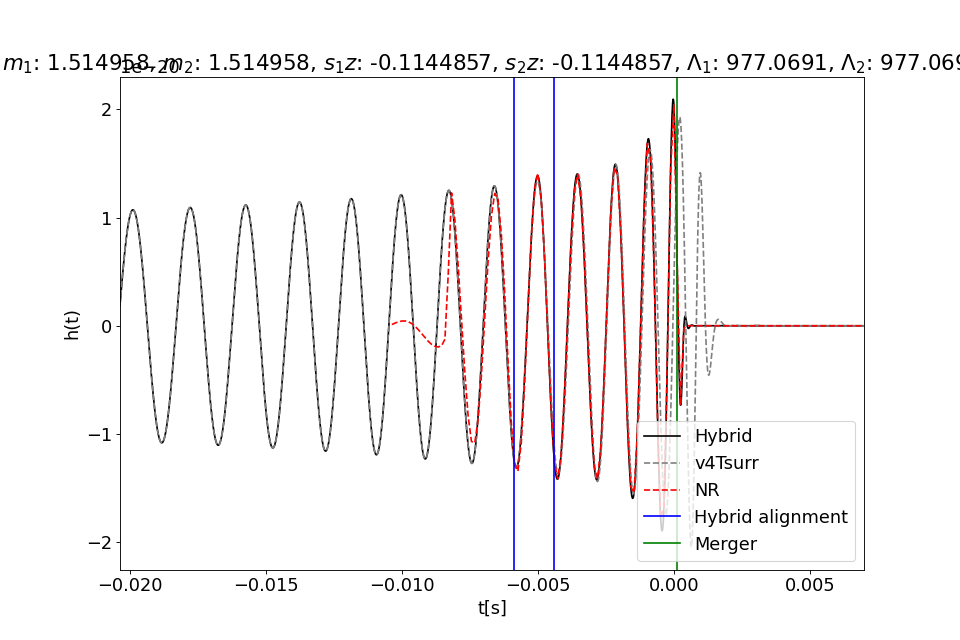 m₁: 1.514958, m₂: 1.514958, s₁z: -0.1144857, s₂z: -0.1144857, Λ₁: 977.0691, Λ₂: 977.069
1e−20
2
1
0
−1
−2
h(t)
Hybrid
v4Tsurr
NR
Hybrid alignment
Merger
−0.020 −0.015 −0.010 −0.005 0.000 0.005
t[s]